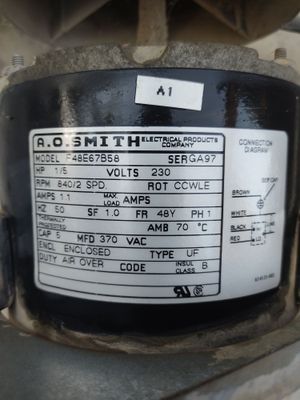 A1
A.O.SMITH ELECTRICAL PRODUCTS COMPANY
MODEL F48E67B58 SER GA97
HP 1/5 VOLTS 230
RPM 840/2 SPD. ROT CCWLE
AMPS 1.1 MAX. LOAD AMPS
HZ 50 SF 1.0 FR 48Y PH 1
THERMALLY PROTECTED AMB 70 °C
CAP 5 MFD 370 VAC
ENCL ENCLOSED TYPE UF
DUTY AIR OVER CODE INSUL CLASS B
CONNECTION DIAGRAM
BROWN
WHITE
BLACK
RED